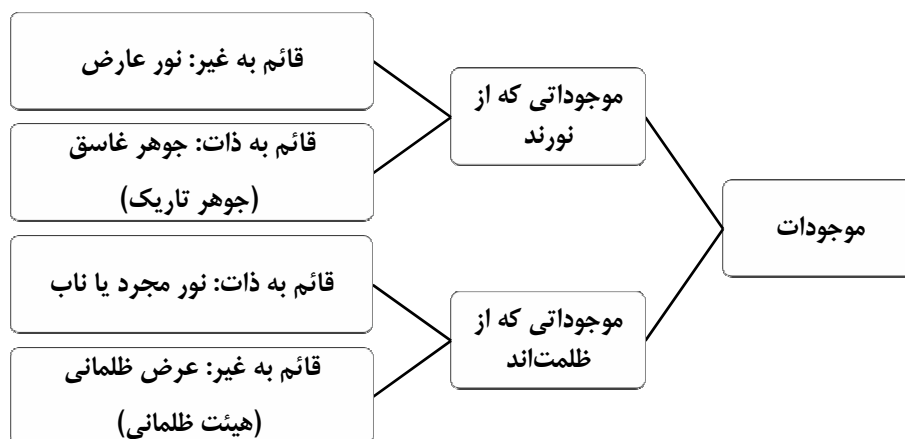 موجودات
موجوداتی که از
نورند
قائم به غیر: نور عارض
قائم به ذات: جوهر غاسق
(جوهر تاریک)
موجوداتی که از
ظلمت‌اند
قائم به ذات: نور مجرد یا ناب
قائم به غیر: عرض ظلمانی
(هیئت ظلمانی)